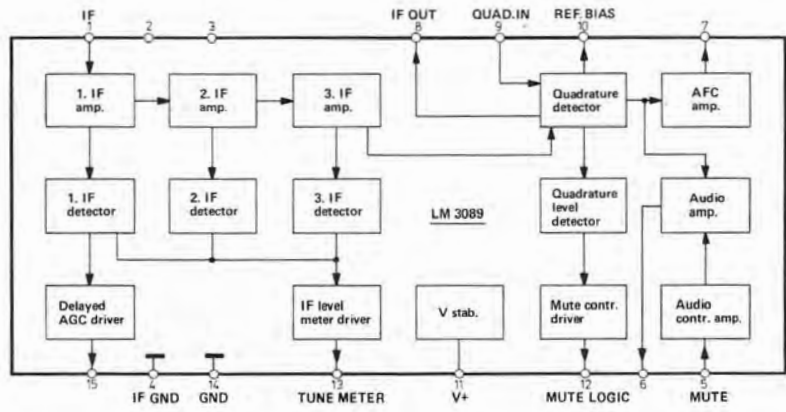 IF
IF OUT
QUAD.IN
REF. BIAS
1
2
3
8
9
10
7
1. IF
amp.
2. IF
amp.
3. IF
amp.
Quadrature
detector
AFC
amp.
1. IF
detector
2. IF
detector
3. IF
detector
LM 3089
Quadrature
level
detector
Audio
amp.
Delayed
AGC driver
IF level
meter driver
V stab.
Mute contr.
driver
Audio
contr. amp.
15
4
14
13
11
12
6
5
IF GND
GND
TUNE METER
V+
MUTE LOGIC
MUTE